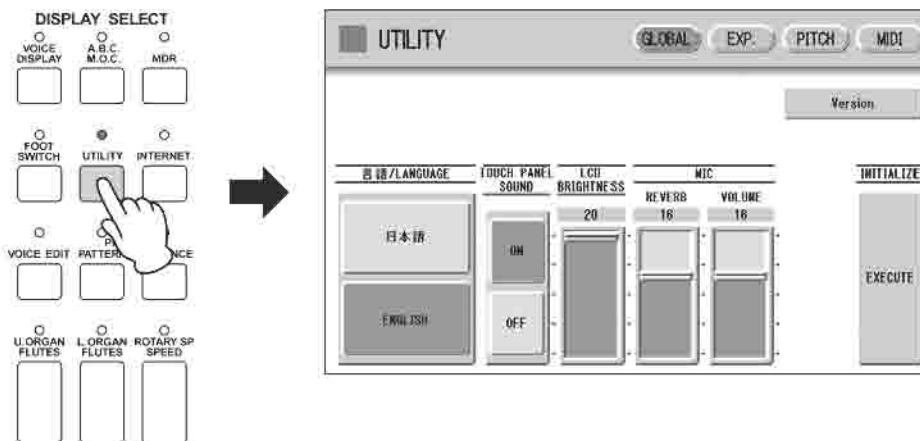 DISPLAY SELECT
VOICE DISPLAY
A.B.C. M.O.C.
MDR
FOOT SWITCH
UTILITY
INTERNET
VOICE EDIT
U.ORGAN FLUTES
L.ORGAN FLUTES
ROTARY SP SPEED
UTILITY
GLOBAL
EXP.
PITCH
MIDI
Version
言語/LANGUAGE
TOUCH PANEL SOUND
LCD BRIGHTNESS
MIC
INITIALIZE
REVERB
VOLUME
20
16
16
日本語
ON
EXECUTE
ENGLISH
OFF